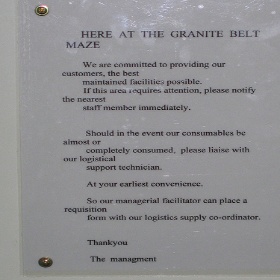 HERE AT THE GRANITE BELT
MAZE
We are committed to providing our
customers, the best
maintained facilities possible.
If this area requires attention, please notify
the nearest
staff member immediately.
Should in the event our consumables be
almost or
completely consumed, please liaise with
our logistical
support technician.
At your earliest convenience.
So our managerial facilitator can place a
requisition
form with our logistics supply co-ordinator.
Thankyou
The managment